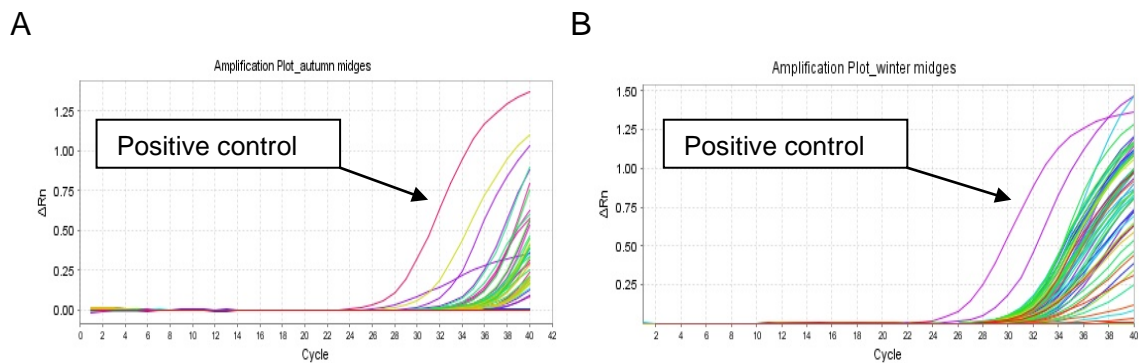 A
Amplification Plot_autumn midges
Positive control
1.25
1.00
0.75
0.50
0.25
0.00
ΔRn
0 2 4 6 8 10 12 14 16 18 20 22 24 26 28 30 32 34 36 38 40 42
Cycle
B
Amplification Plot_winter midges
Positive control
1.50
1.25
1.00
0.75
0.50
0.25
ΔRn
2 4 6 8 10 12 14 16 18 20 22 24 26 28 30 32 34 36 38 40
Cycle